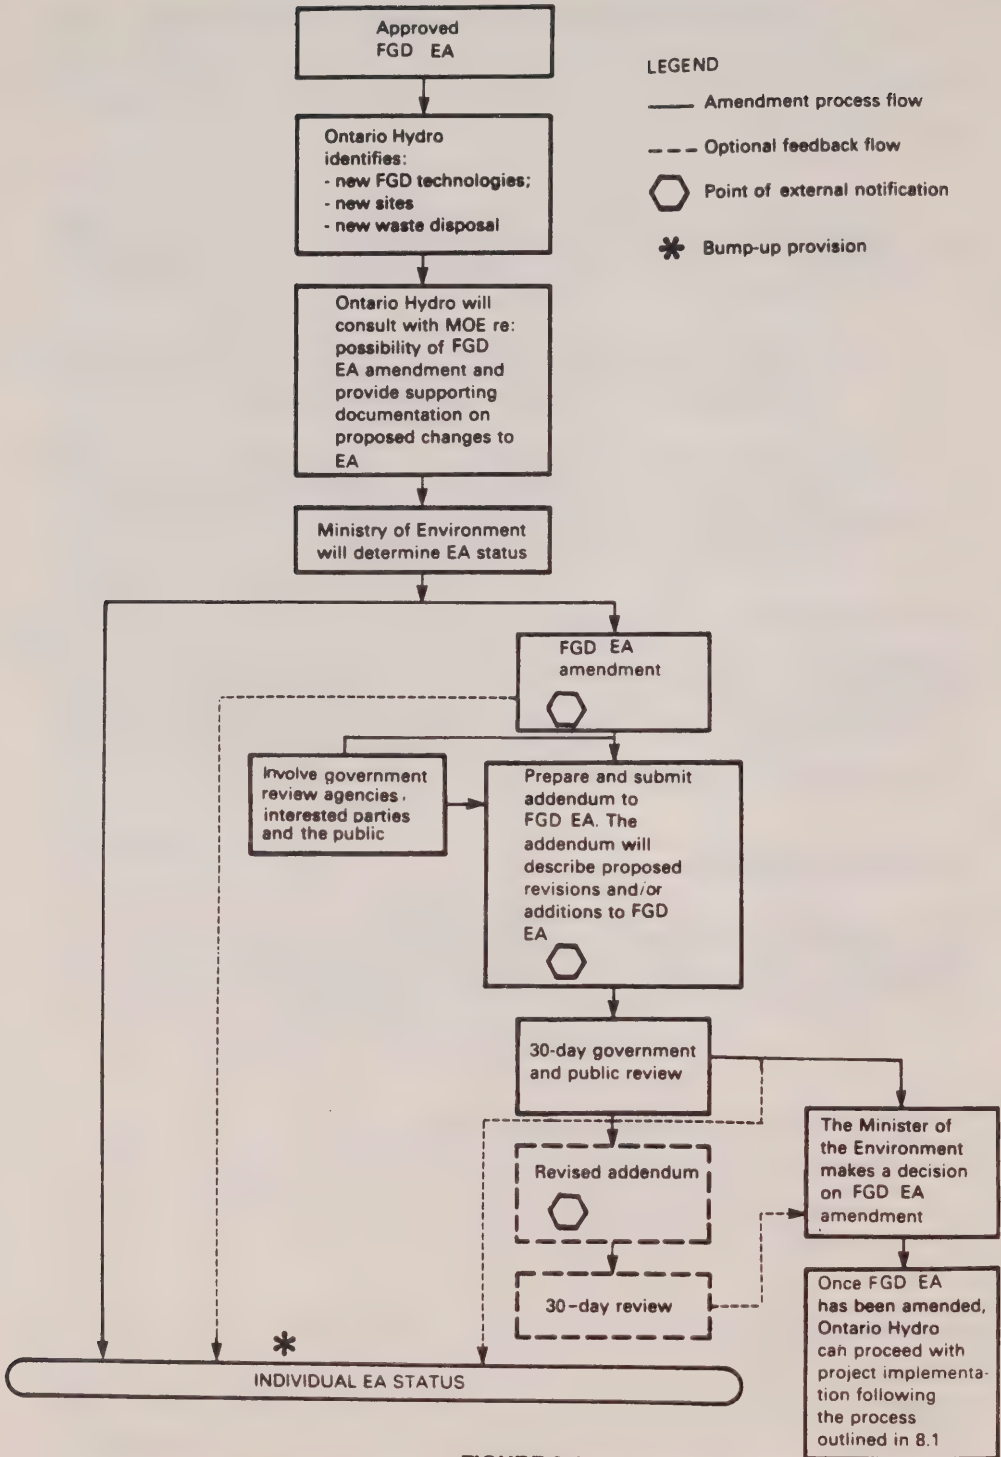 Approved
FGD EA
LEGEND
Amendment process flow
Optional feedback flow
Point of external notification
* Bump-up provision
Ontario Hydro
identifies:
- new FGD technologies;
- new sites
- new waste disposal
Ontario Hydro will
consult with MOE re:
possibility of FGD
EA amendment and
provide supporting
documentation on
proposed changes to
EA
Ministry of Environment
will determine EA status
FGD EA
amendment
Involve government
review agencies,
interested parties
and the public
Prepare and submit
addendum to
FGD EA. The
addendum will
describe proposed
revisions and/or
additions to FGD
EA
30-day government
and public review
Revised addendum
30-day review
The Minister of
the Environment
makes a decision
on FGD EA
amendment
Once FGD EA
has been amended,
Ontario Hydro
can proceed with
project implementa-
tion following
the process
outlined in 8.1
*
INDIVIDUAL EA STATUS